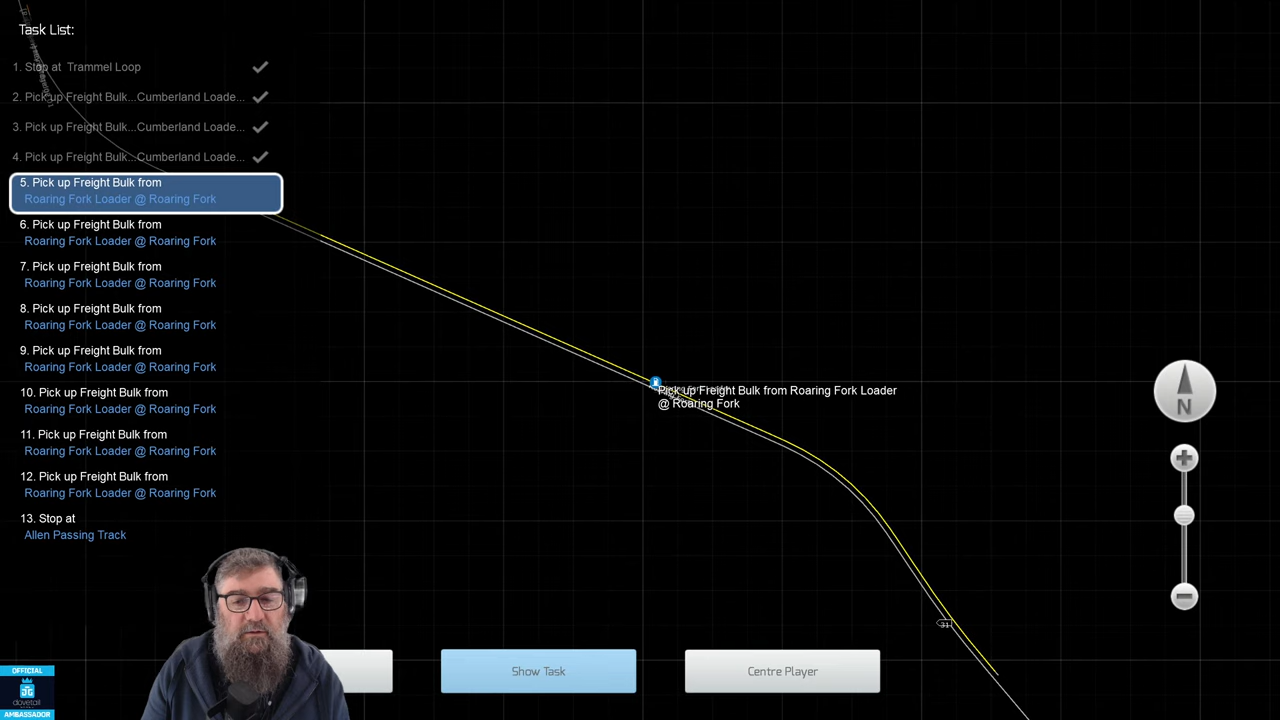 Task List:
1. Stop at Trammel Loop
2. Pick up Freight Bulk...Cumberland Loade...
3. Pick up Freight Bulk...Cumberland Loade...
4. Pick up Freight Bulk...Cumberland Loade...
5. Pick up Freight Bulk from
Roaring Fork Loader @ Roaring Fork
6. Pick up Freight Bulk from
Roaring Fork Loader @ Roaring Fork
7. Pick up Freight Bulk from
Roaring Fork Loader @ Roaring Fork
8. Pick up Freight Bulk from
Roaring Fork Loader @ Roaring Fork
9. Pick up Freight Bulk from
Roaring Fork Loader @ Roaring Fork
10. Pick up Freight Bulk from
Roaring Fork Loader @ Roaring Fork
11. Pick up Freight Bulk from
Roaring Fork Loader @ Roaring Fork
12. Pick up Freight Bulk from
Roaring Fork Loader @ Roaring Fork
13. Stop at
Allen Passing Track
Pick up Freight Bulk from Roaring Fork Loader
@ Roaring Fork
N
31
Show Task
Centre Player
OFFICIAL
dovetail
AMBASSADOR